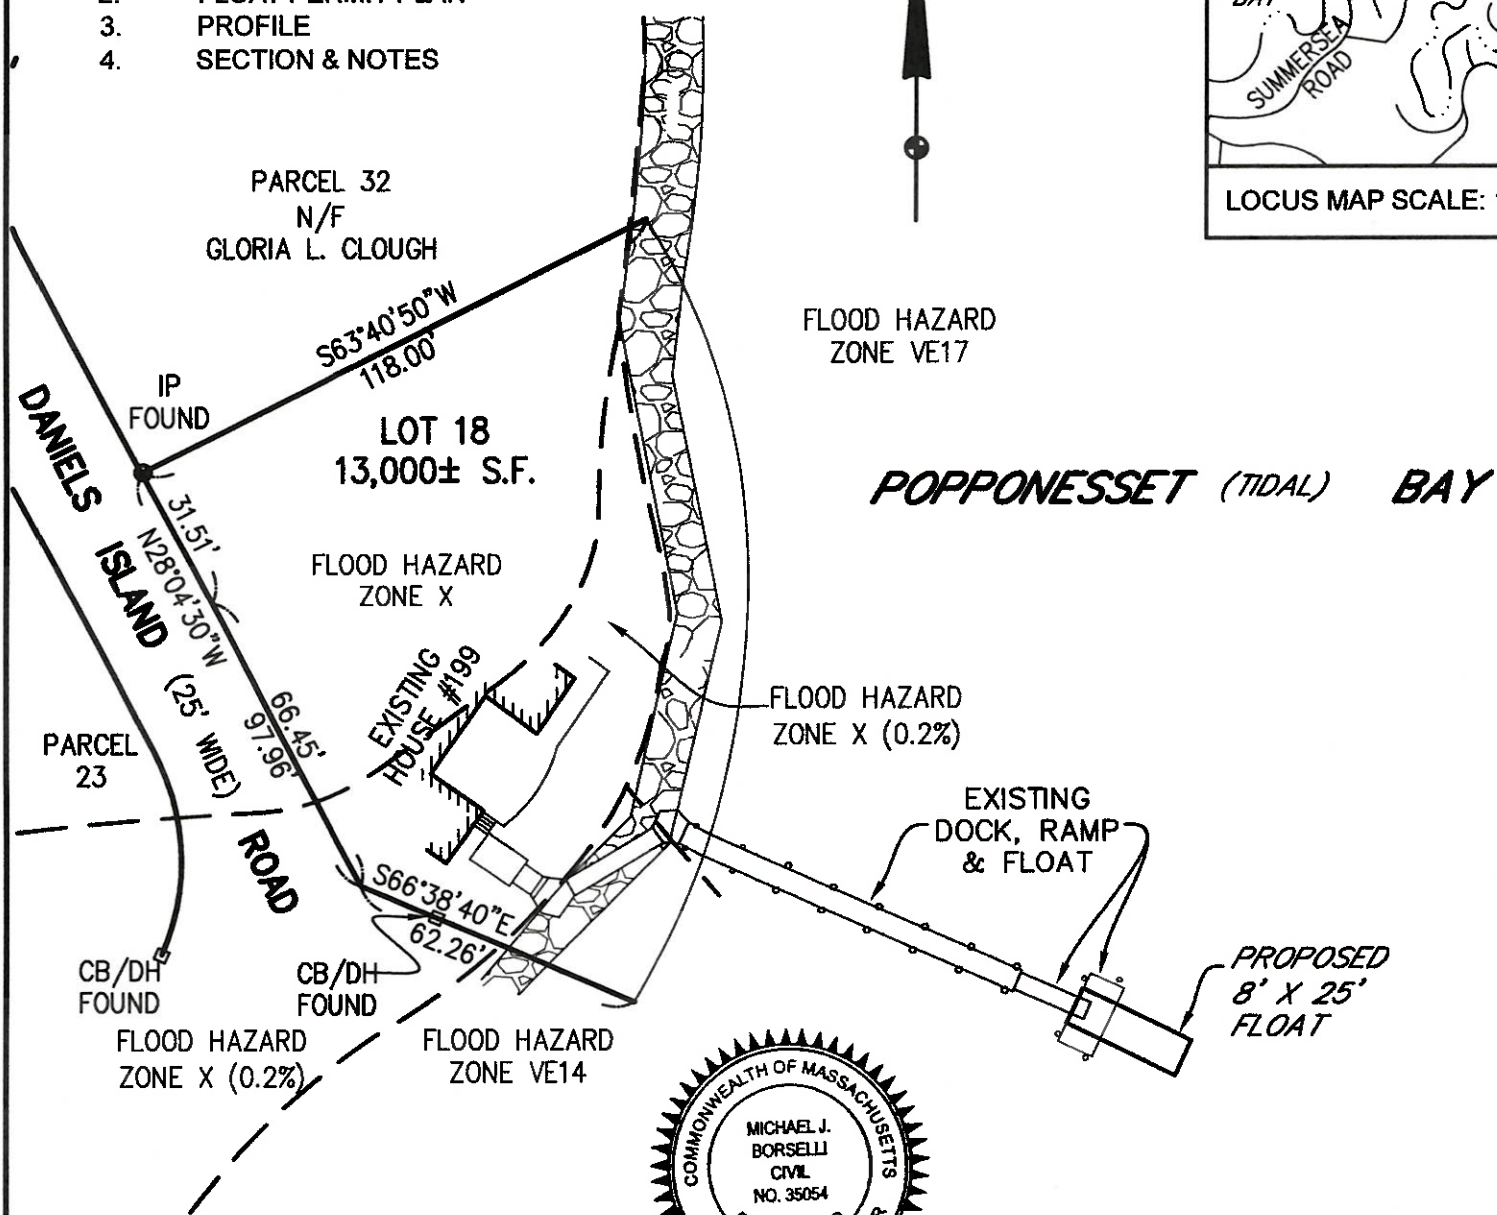 2. FLOAT PERMIT PLAN
3. PROFILE
4. SECTION & NOTES
BAY
SUMMERSEA
ROAD
LOCUS MAP SCALE:
PARCEL 32
N/F
GLORIA L. CLOUGH
S63°40'50"W
118.00'
FLOOD HAZARD
ZONE VE17
IP
FOUND
LOT 18
13,000± S.F.
DANIELS ISLAND (25' WIDE) ROAD
POPPONESSET (TIDAL) BAY
31.51'
N28°04'30"W
66.45'
97.96'
FLOOD HAZARD
ZONE X
EXISTING
HOUSE #199
FLOOD HAZARD
ZONE X (0.2%)
PARCEL
23
EXISTING
DOCK, RAMP
& FLOAT
S66°38'40"E
62.26'
PROPOSED
8' X 25'
FLOAT
CB/DH
FOUND
CB/DH
FOUND
FLOOD HAZARD
ZONE X (0.2%)
FLOOD HAZARD
ZONE VE14
COMMONWEALTH OF MASSACHUSETTS
MICHAEL J.
BORSELLI
CIVIL
NO. 35054